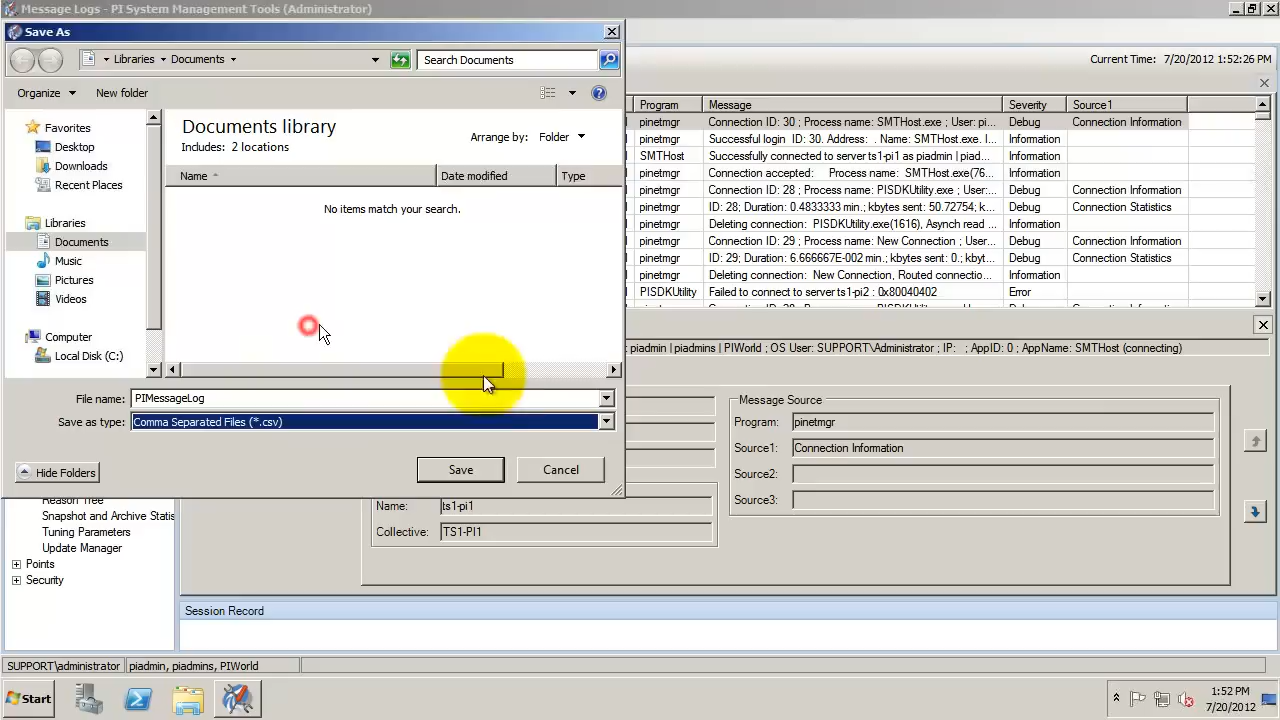 Message Logs - PI System Management Tools (Administrator)
Save As
Libraries
Documents
Search Documents
Current Time: 7/20/2012 1:52:26 PM
Organize
New folder
Favorites
Desktop
Downloads
Recent Places
Libraries
Documents
Music
Pictures
Videos
Computer
Local Disk (C:)
Documents library
Includes: 2 locations
Arrange by: Folder
Name Date modified Type
No items match your search.
File name: PIMessageLog
Save as type: Comma Separated Files (*.csv)
Hide Folders
Save
Cancel
Program Message Severity Source1
pinetmgr Connection ID: 30 ; Process name: SMTHost.exe ; User: pi... Debug Connection Information
pinetmgr Successful login ID: 30. Address: . Name: SMTHost.exe. I... Information
SMTHost Successfully connected to server ts1-pi1 as piadmin | piad... Information
pinetmgr Connection accepted: Process name: SMTHost.exe(76... Information
pinetmgr Connection ID: 28 ; Process name: PISDKUtility.exe ; User:... Debug Connection Information
pinetmgr ID: 28; Duration: 0.4833333 min.; kbytes sent: 50.72754; k... Debug Connection Statistics
pinetmgr Deleting connection: PISDKUtility.exe(1616), Asynch read ... Information
pinetmgr Connection ID: 29 ; Process name: New Connection ; User... Debug Connection Information
pinetmgr ID: 29; Duration: 6.666667E-002 min.; kbytes sent: 0.; kb... Debug Connection Statistics
pinetmgr Deleting connection: New Connection, Routed connectio... Information
PISDKUtility Failed to connect to server ts1-pi2 : 0x80040402 Error
piadmin | piadmins | PIWorld ; OS User: SUPPORT\Administrator ; IP: ; AppID: 0 ; AppName: SMTHost (connecting)
Message Source
Program: pinetmgr
Source1: Connection Information
Source2:
Source3:
Name: ts1-pi1
Collective: TS1-PI1
Reason Tree
Snapshot and Archive Statis
Tuning Parameters
Update Manager
Points
Security
Session Record
SUPPORT\administrator piadmin, piadmins, PIWorld
Start
1:52 PM
7/20/2012